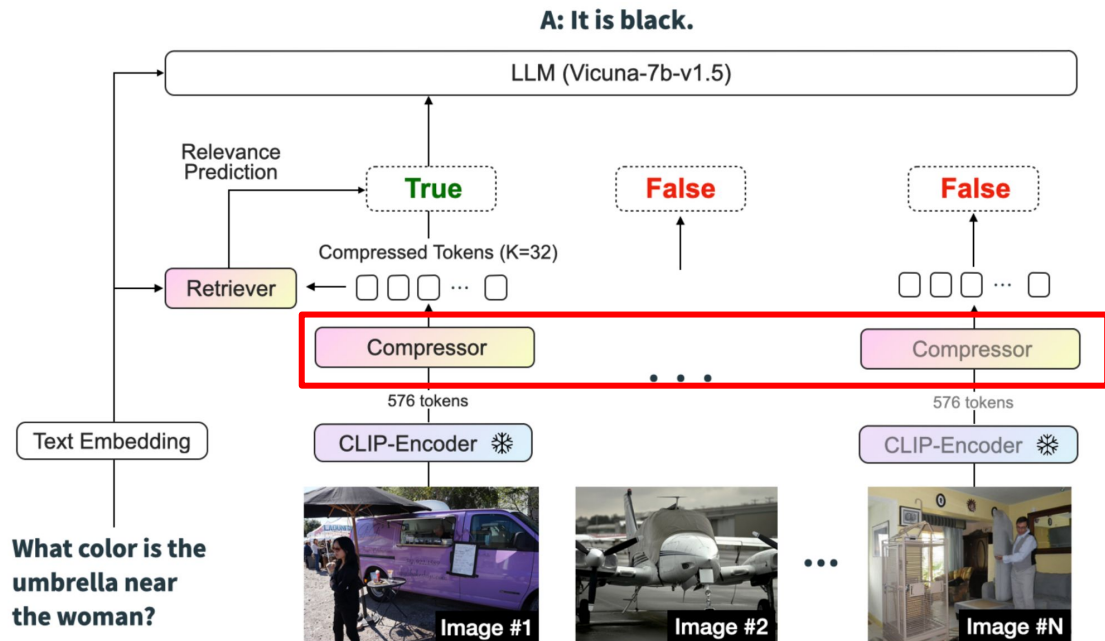 A: It is black.
LLM (Vicuna-7b-v1.5)
Relevance
Prediction
True
False
False
Compressed Tokens (K=32)
Retriever
...
...
Compressor
Compressor
...
576 tokens
576 tokens
Text Embedding
CLIP-Encoder
CLIP-Encoder
What color is the
umbrella near
the woman?
Image #1
Image #2
...
Image #N